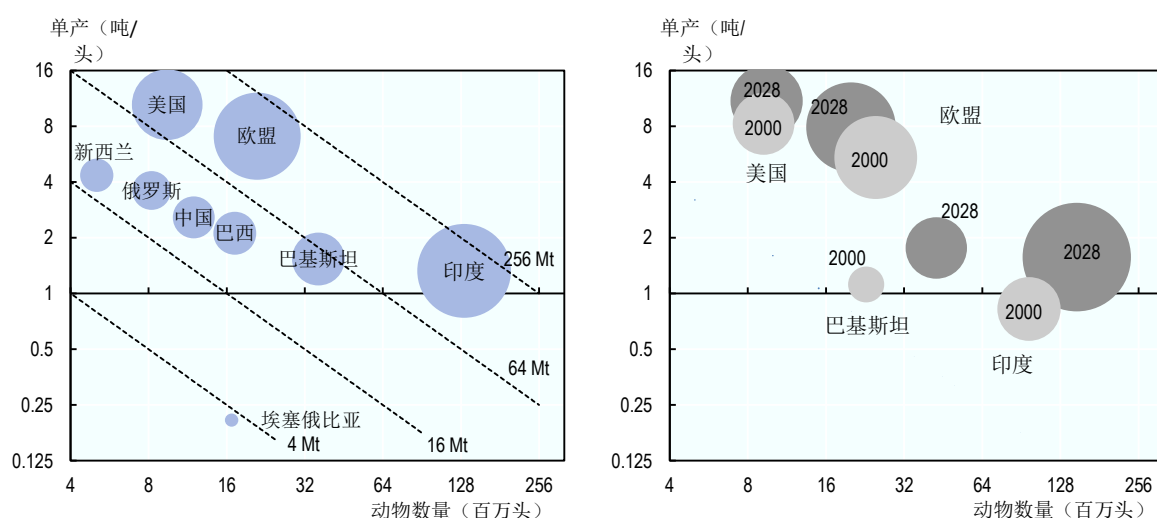 单产（吨/
头）
16
8
4
2
1
0.5
0.25
0.125
美国
欧盟
新西兰
俄罗斯
中国
巴西
巴基斯坦
印度
256 Mt
64 Mt
埃塞俄比亚
4 Mt
16 Mt
4
8
16
32
64
128
256
动物数量（百万头）
单产（吨/
头）
16
8
4
2
1
0.5
0.25
0.125
2028
2028
欧盟
2000
2000
美国
2028
2000
2028
2000
巴基斯坦
印度
4
8
16
32
64
128
256
动物数量（百万头）